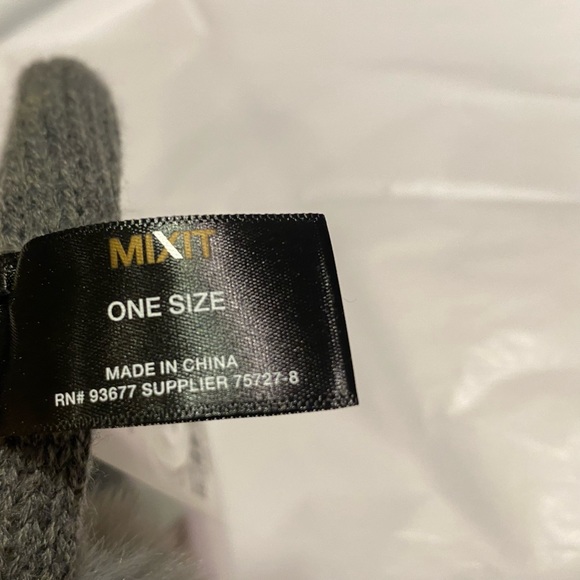 MIXIT
ONE SIZE
MADE IN CHINA
RN# 93677 SUPPLIER 75727-8